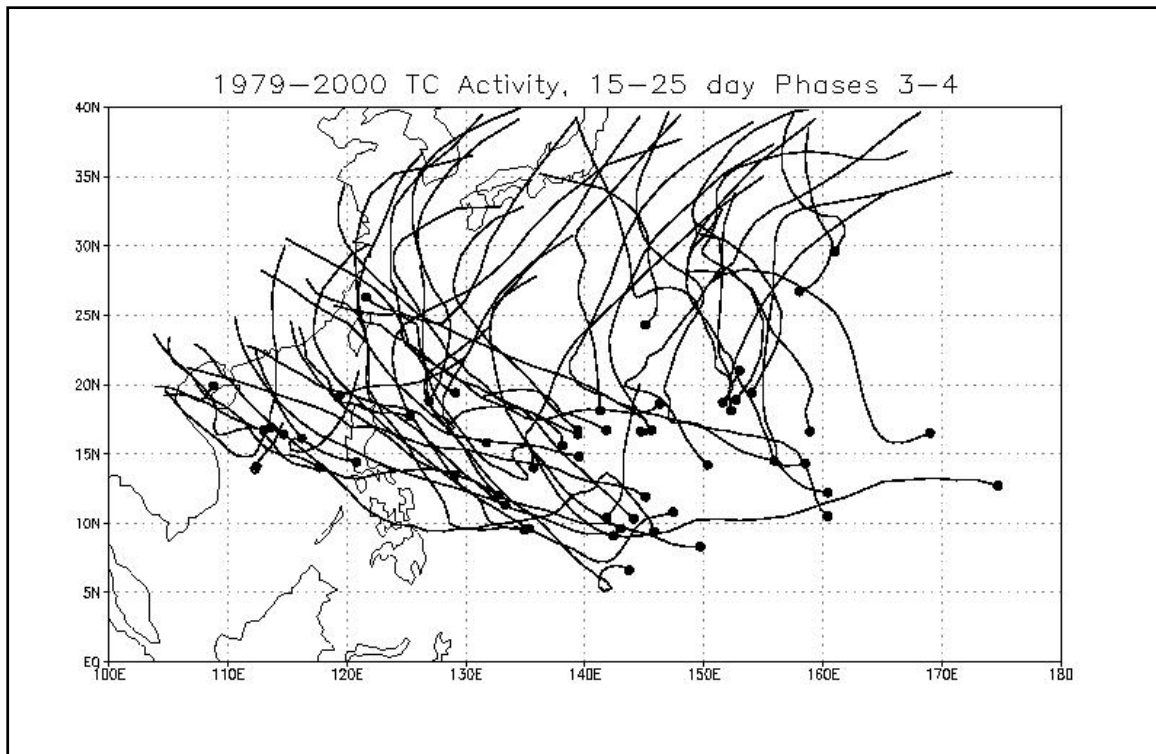 1979-2000 TC Activity, 15-25 day Phases 3-4
40N
35N
30N
25N
20N
15N
10N
5N
EQ
100E 110E 120E 130E 140E 150E 160E 170E 180